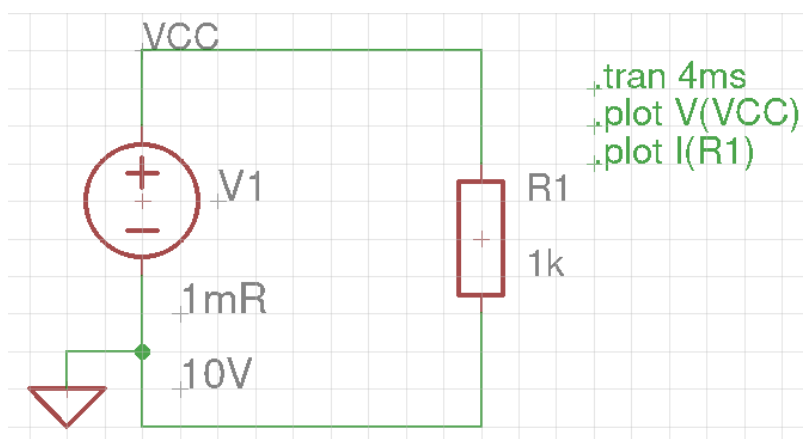 VCC
.tran 4ms
.plot V(VCC)
.plot I(R1)
V1
R1
1k
1mR
10V